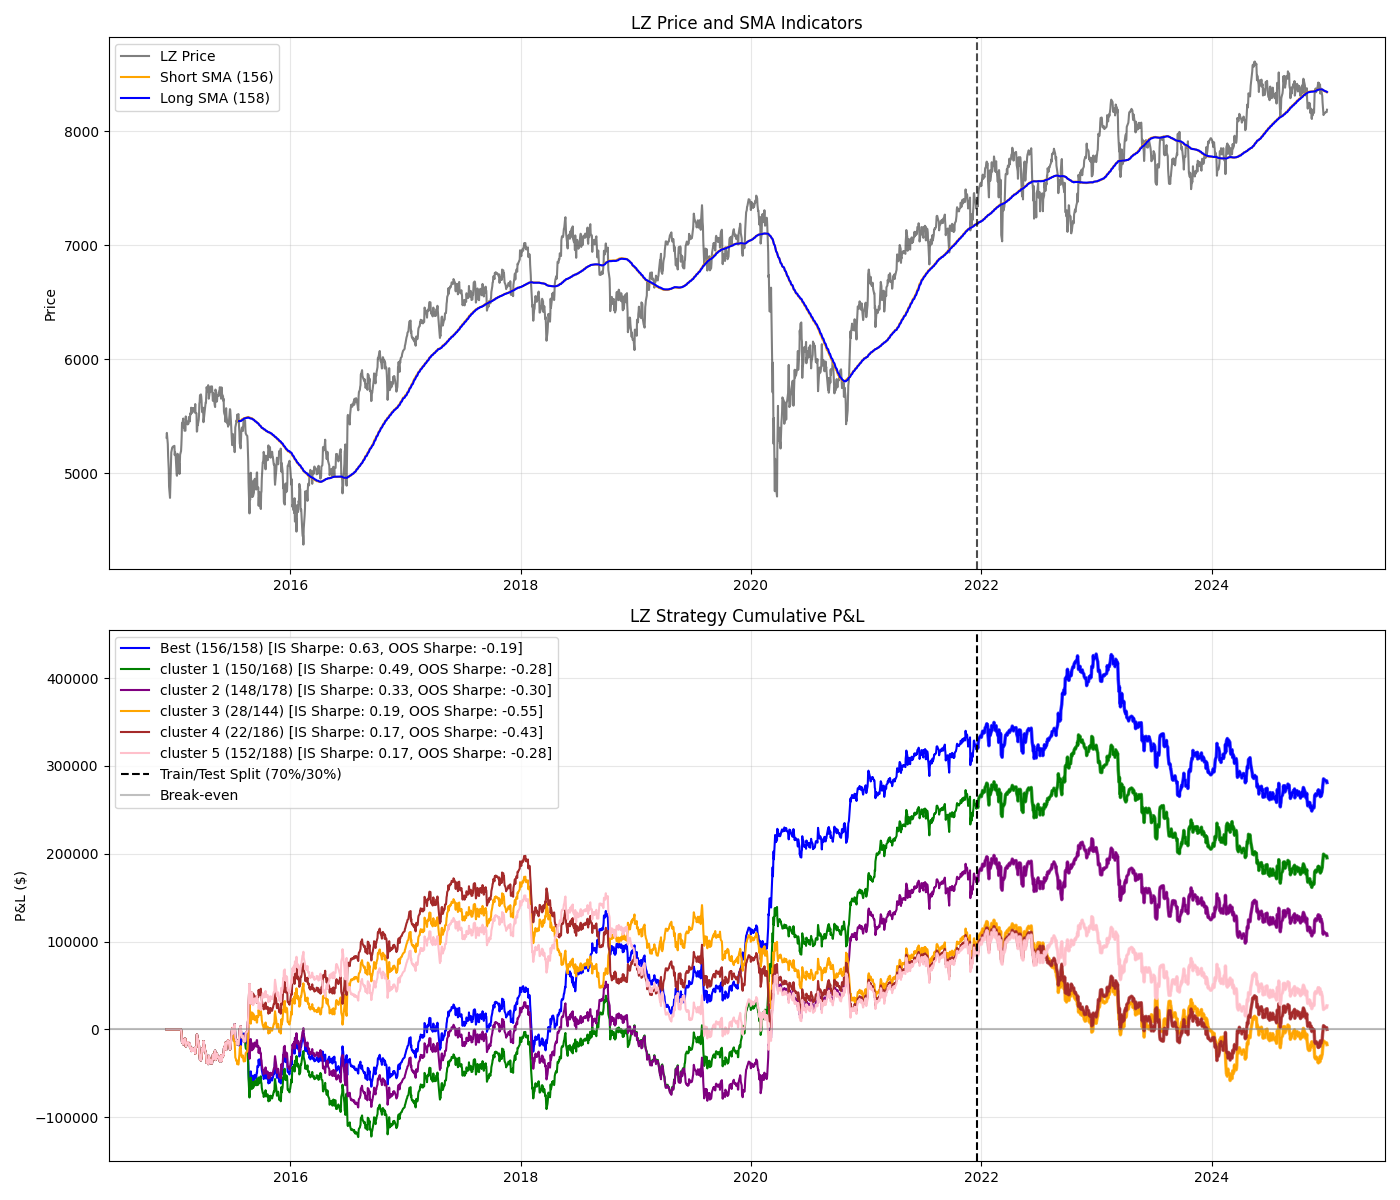 LZ Price and SMA Indicators
LZ Price
Short SMA (156)
Long SMA (158)
Price
8000
7000
6000
5000
2016
2018
2020
2022
2024
LZ Strategy Cumulative P&L
Best (156/158) [IS Sharpe: 0.63, OOS Sharpe: -0.19]
cluster 1 (150/168) [IS Sharpe: 0.49, OOS Sharpe: -0.28]
cluster 2 (148/178) [IS Sharpe: 0.33, OOS Sharpe: -0.30]
cluster 3 (28/144) [IS Sharpe: 0.19, OOS Sharpe: -0.55]
cluster 4 (22/186) [IS Sharpe: 0.17, OOS Sharpe: -0.43]
cluster 5 (152/188) [IS Sharpe: 0.17, OOS Sharpe: -0.28]
Train/Test Split (70%/30%)
Break-even
P&L ($)
400000
300000
200000
100000
0
−100000
2016
2018
2020
2022
2024